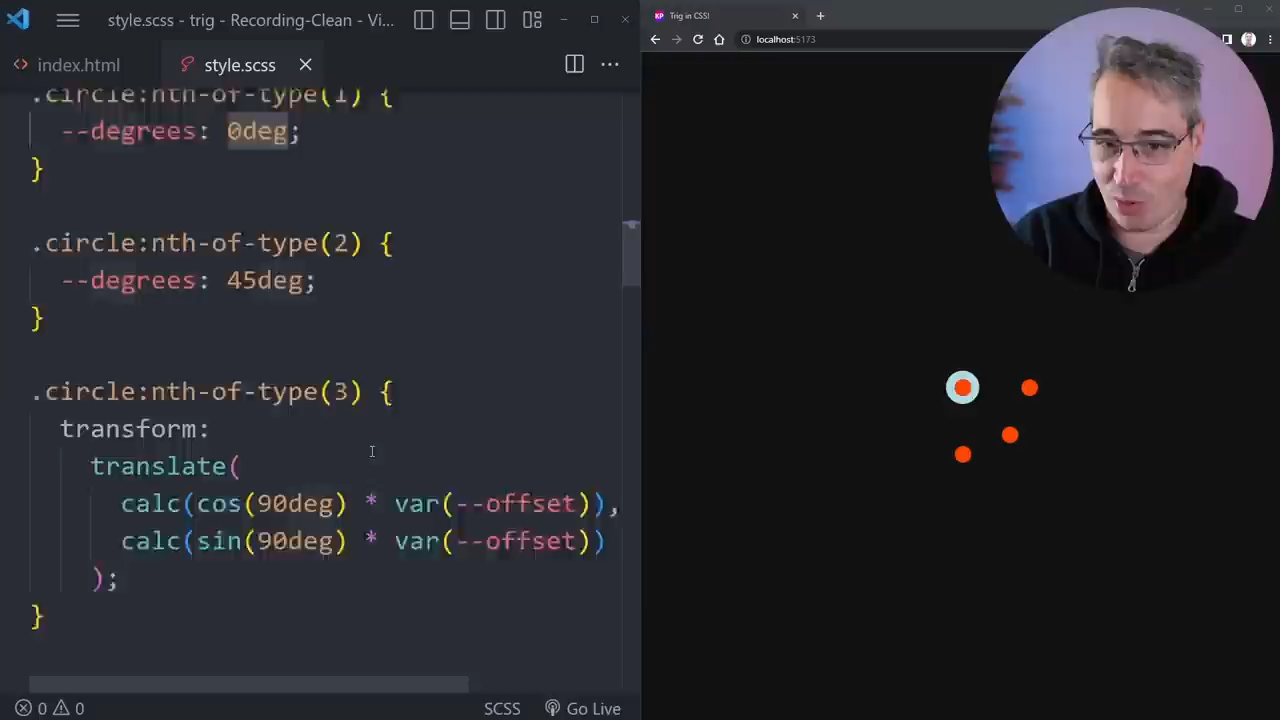 style.scss - trig - Recording-Clean - Vi...
index.html
style.scss
.circle:nth-of-type(1) {
--degrees: 0deg;
}
.circle:nth-of-type(2) {
--degrees: 45deg;
}
.circle:nth-of-type(3) {
transform:
translate(
calc(cos(90deg) * var(--offset)),
calc(sin(90deg) * var(--offset))
);
}
0 0
SCSS
Go Live
KP Trig in CSS!
localhost:5173